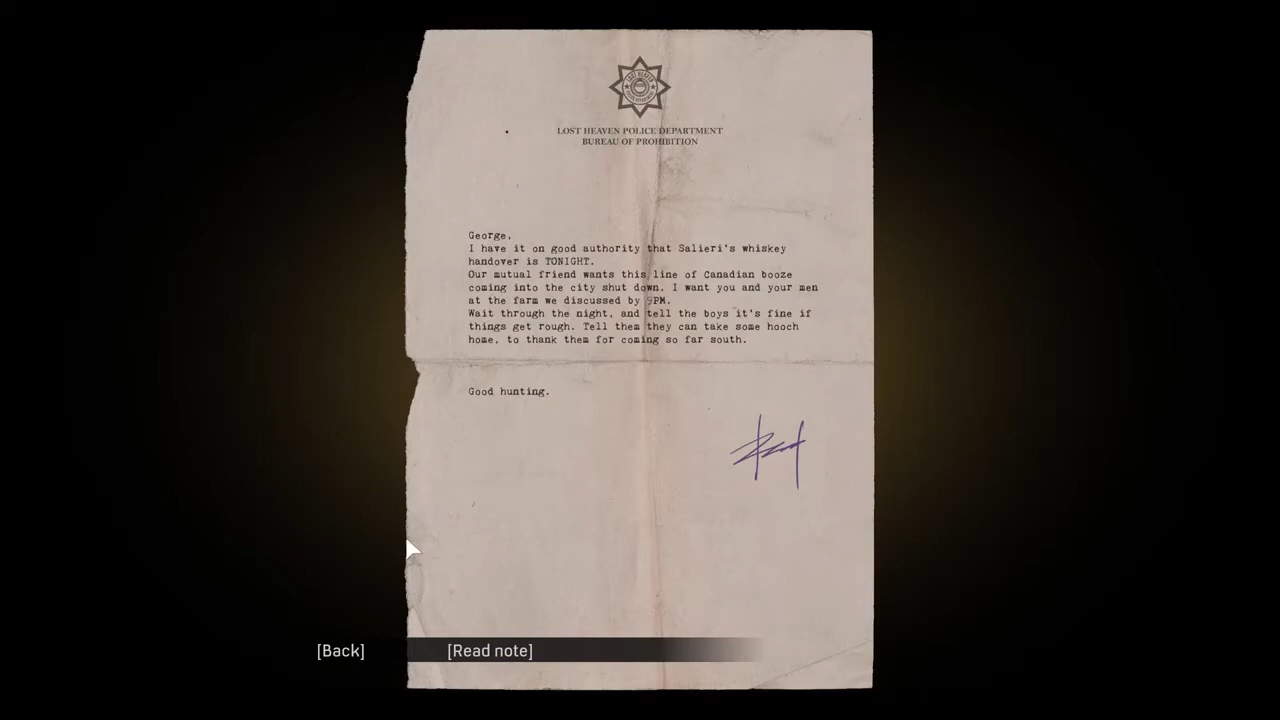 LOST HEAVEN
LOST HEAVEN POLICE DEPARTMENT
BUREAU OF PROHIBITION
George,
I have it on good authority that Salieri's whiskey
handover is TONIGHT.
Our mutual friend wants this line of Canadian booze
coming into the city shut down. I want you and your men
at the farm we discussed by 9PM.
Wait through the night, and tell the boys it's fine if
things get rough. Tell them they can take some hooch
home, to thank them for coming so far south.
Good hunting.
[Back] [Read note]